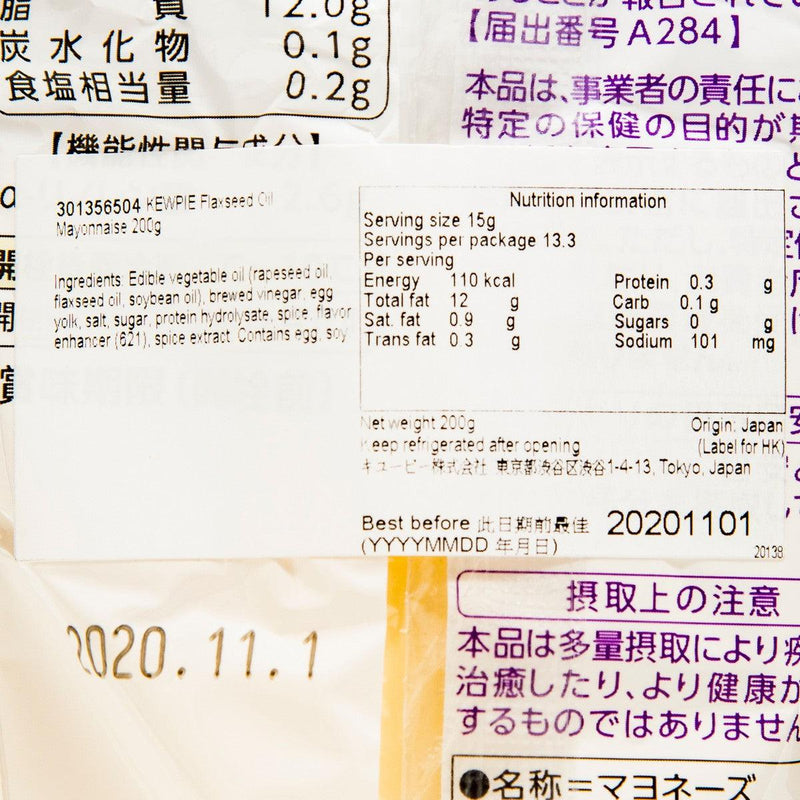 脂 質 12.0g
炭水化物 0.1g
食塩相当量 0.2g
【届出番号A284】
本品は、事業者の責任に
特定の保健の目的が
301356504 KEWPIE Flaxseed Oil
Mayonnaise 200g
Ingredients: Edible vegetable oil (rapeseed oil,
flaxseed oil, soybean oil), brewed vinegar, egg
yolk, salt, sugar, protein hydrolysate, spice, flavor
enhancer (621), spice extract. Contains egg, soy
Nutrition information
Serving size 15g
Servings per package 13.3
Per serving
Energy 110 kcal Protein 0.3 g
Total fat 12 g Carb 0.1 g
Sat. fat 0.9 g Sugars 0 g
Trans fat 0.3 g Sodium 101 mg
Net weight 200g Origin: Japan
Keep refrigerated after opening (Label for HK)
キユーピー株式会社 東京都渋谷区渋谷1-4-13, Tokyo, Japan
Best before 此日期前最佳 20201101
(YYYYMMDD 年月日)
20138
2020.11.1
摂取上の注意
本品は多量摂取により疾
治癒したり、より健康が
するものではありません
●名称=マヨネーズ